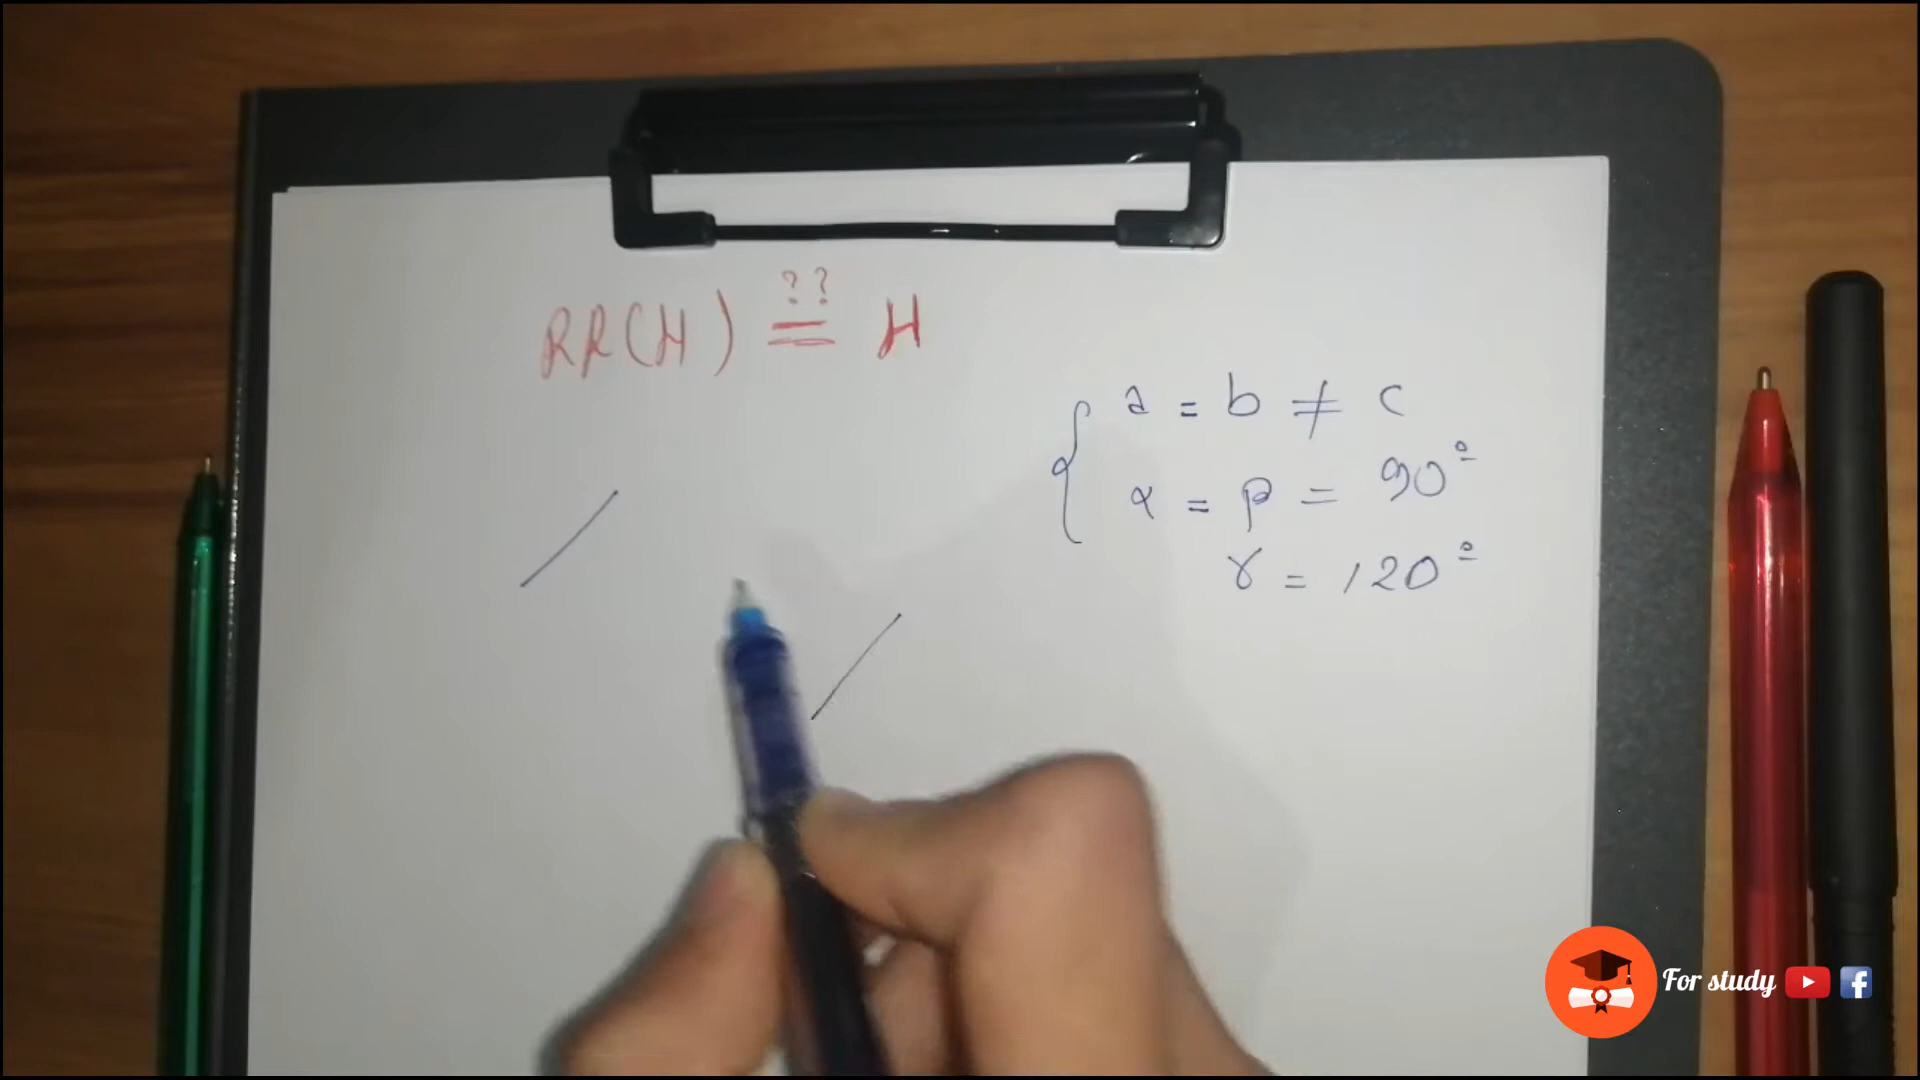 ??
RR(H) = H
a = b ≠ c
α = β = 90°
γ = 120°
For study